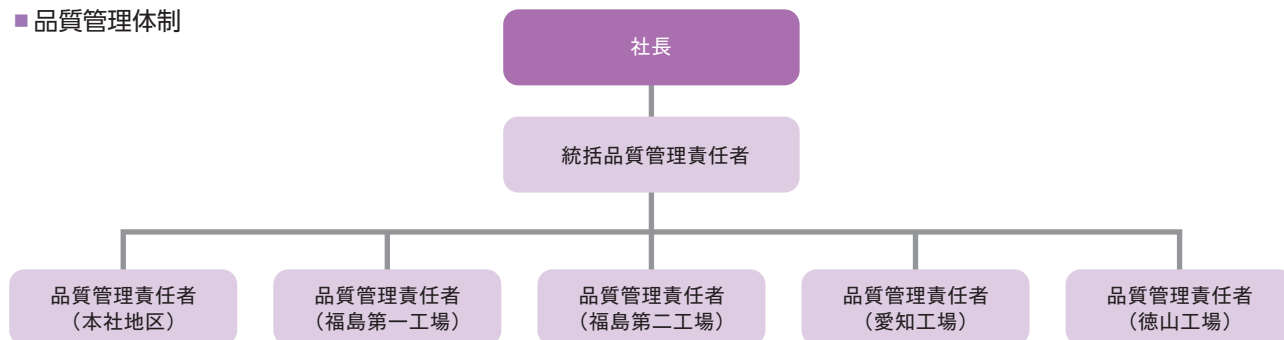 ■品質管理体制
社長
統括品質管理責任者
品質管理責任者
（本社地区）
品質管理責任者
（福島第一工場）
品質管理責任者
（福島第二工場）
品質管理責任者
（愛知工場）
品質管理責任者
（徳山工場）